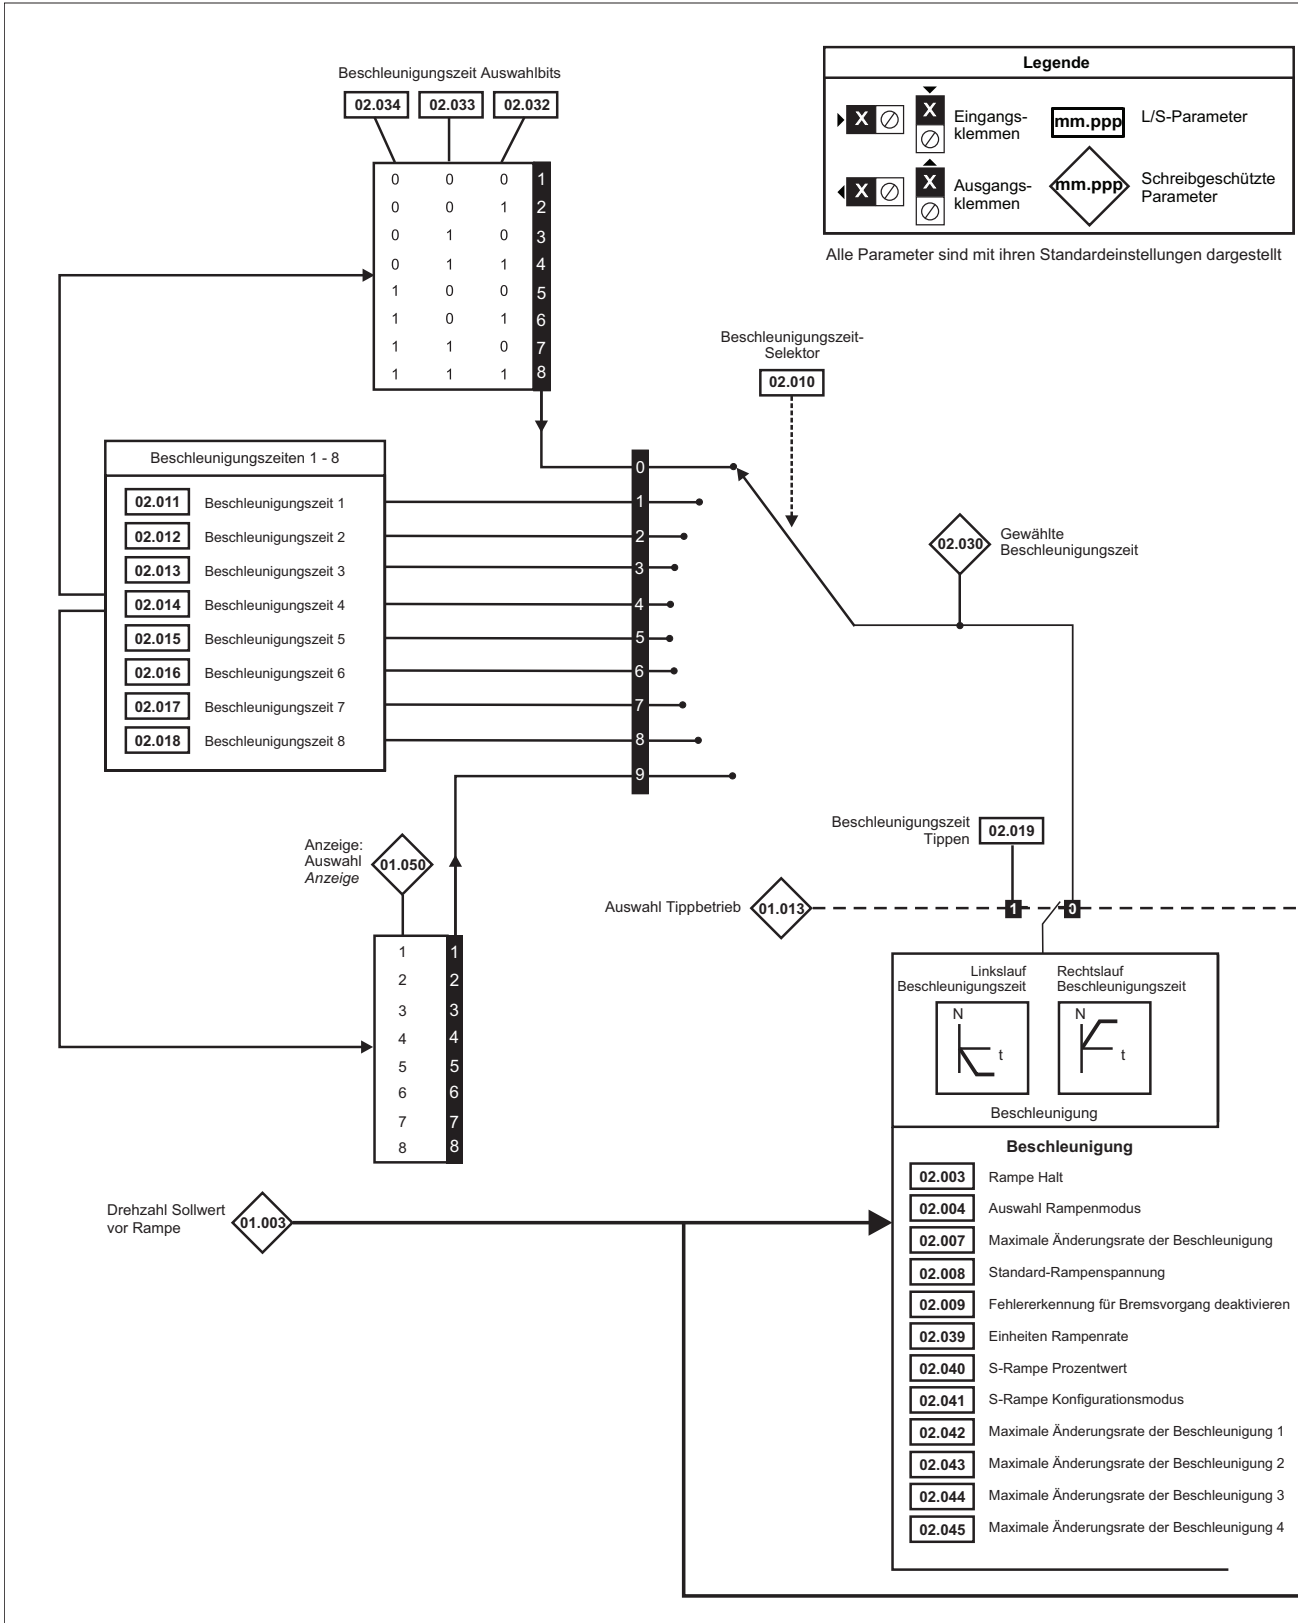 Beschleunigungszeit Auswahlbits
02.034 02.033 02.032
0 0 0 1
0 0 1 2
0 1 0 3
0 1 1 4
1 0 0 5
1 0 1 6
1 1 0 7
1 1 1 8
Legende
X
X
Eingangs-
klemmen
mm.ppp
L/S-Parameter
X
X
Ausgangs-
klemmen
mm.ppp
Schreibgeschützte
Parameter
Alle Parameter sind mit ihren Standardeinstellungen dargestellt
Beschleunigungszeit-
Selektor
02.010
Beschleunigungszeiten 1 - 8
02.011 Beschleunigungszeit 1
02.012 Beschleunigungszeit 2
02.013 Beschleunigungszeit 3
02.014 Beschleunigungszeit 4
02.015 Beschleunigungszeit 5
02.016 Beschleunigungszeit 6
02.017 Beschleunigungszeit 7
02.018 Beschleunigungszeit 8
0
1
2
3
4
5
6
7
8
9
02.030
Gewählte
Beschleunigungszeit
Beschleunigungszeit
Tippen
02.019
Anzeige:
Auswahl
Anzeige
01.050
Auswahl Tippbetrieb
01.013
1 0
1 1
2 2
3 3
4 4
5 5
6 6
7 7
8 8
Linkslauf
Beschleunigungszeit
Rechtslauf
Beschleunigungszeit
N
t
N
t
Beschleunigung
Beschleunigung
02.003 Rampe Halt
02.004 Auswahl Rampenmodus
02.007 Maximale Änderungsrate der Beschleunigung
02.008 Standard-Rampenspannung
02.009 Fehlererkennung für Bremsvorgang deaktivieren
02.039 Einheiten Rampenrate
02.040 S-Rampe Prozentwert
02.041 S-Rampe Konfigurationsmodus
02.042 Maximale Änderungsrate der Beschleunigung 1
02.043 Maximale Änderungsrate der Beschleunigung 2
02.044 Maximale Änderungsrate der Beschleunigung 3
02.045 Maximale Änderungsrate der Beschleunigung 4
Drehzahl Sollwert
vor Rampe
01.003